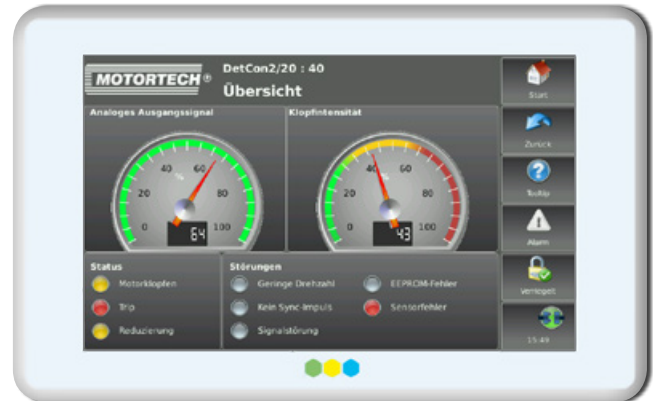 MOTORTECH®
DetCon2/20 : 40
Übersicht
Analoges Ausgangssignal
0
20
40
60
80
100
%
64
Klopfintensität
0
20
40
60
80
100
%
43
Status
Motorklopfen
Trip
Reduzierung
Störungen
Geringe Drehzahl
Kein Sync-Impuls
Signalstörung
EEPROM-Fehler
Sensorfehler
Start
Zurück
Tooltip
Alarm
Verriegelt
15:49